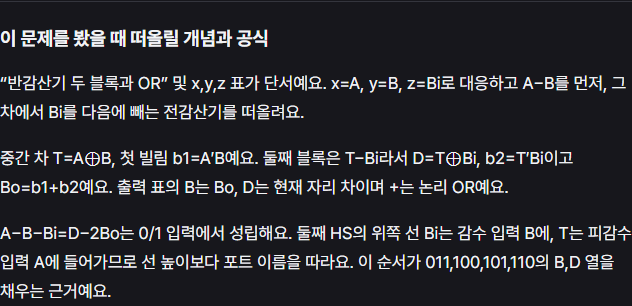 이 문제를 봤을 때 떠올릴 개념과 공식
“반감산기 두 블록과 OR” 및 x,y,z 표가 단서예요. x=A, y=B, z=Bi로 대응하고 A−B를 먼저, 그
차에서 Bi를 다음에 빼는 전감산기를 떠올려요.
중간 차 T=A⊕B, 첫 빌림 b1=A′B예요. 둘째 블록은 T−Bi라서 D=T⊕Bi, b2=T′Bi이고
Bo=b1+b2예요. 출력 표의 B는 Bo, D는 현재 자리 차이며 +는 논리 OR예요.
A−B−Bi=D−2Bo는 0/1 입력에서 성립해요. 둘째 HS의 위쪽 선 Bi는 감수 입력 B에, T는 피감수
입력 A에 들어가므로 선 높이보다 포트 이름을 따라요. 이 순서가 011,100,101,110의 B,D 열을
채우는 근거예요.